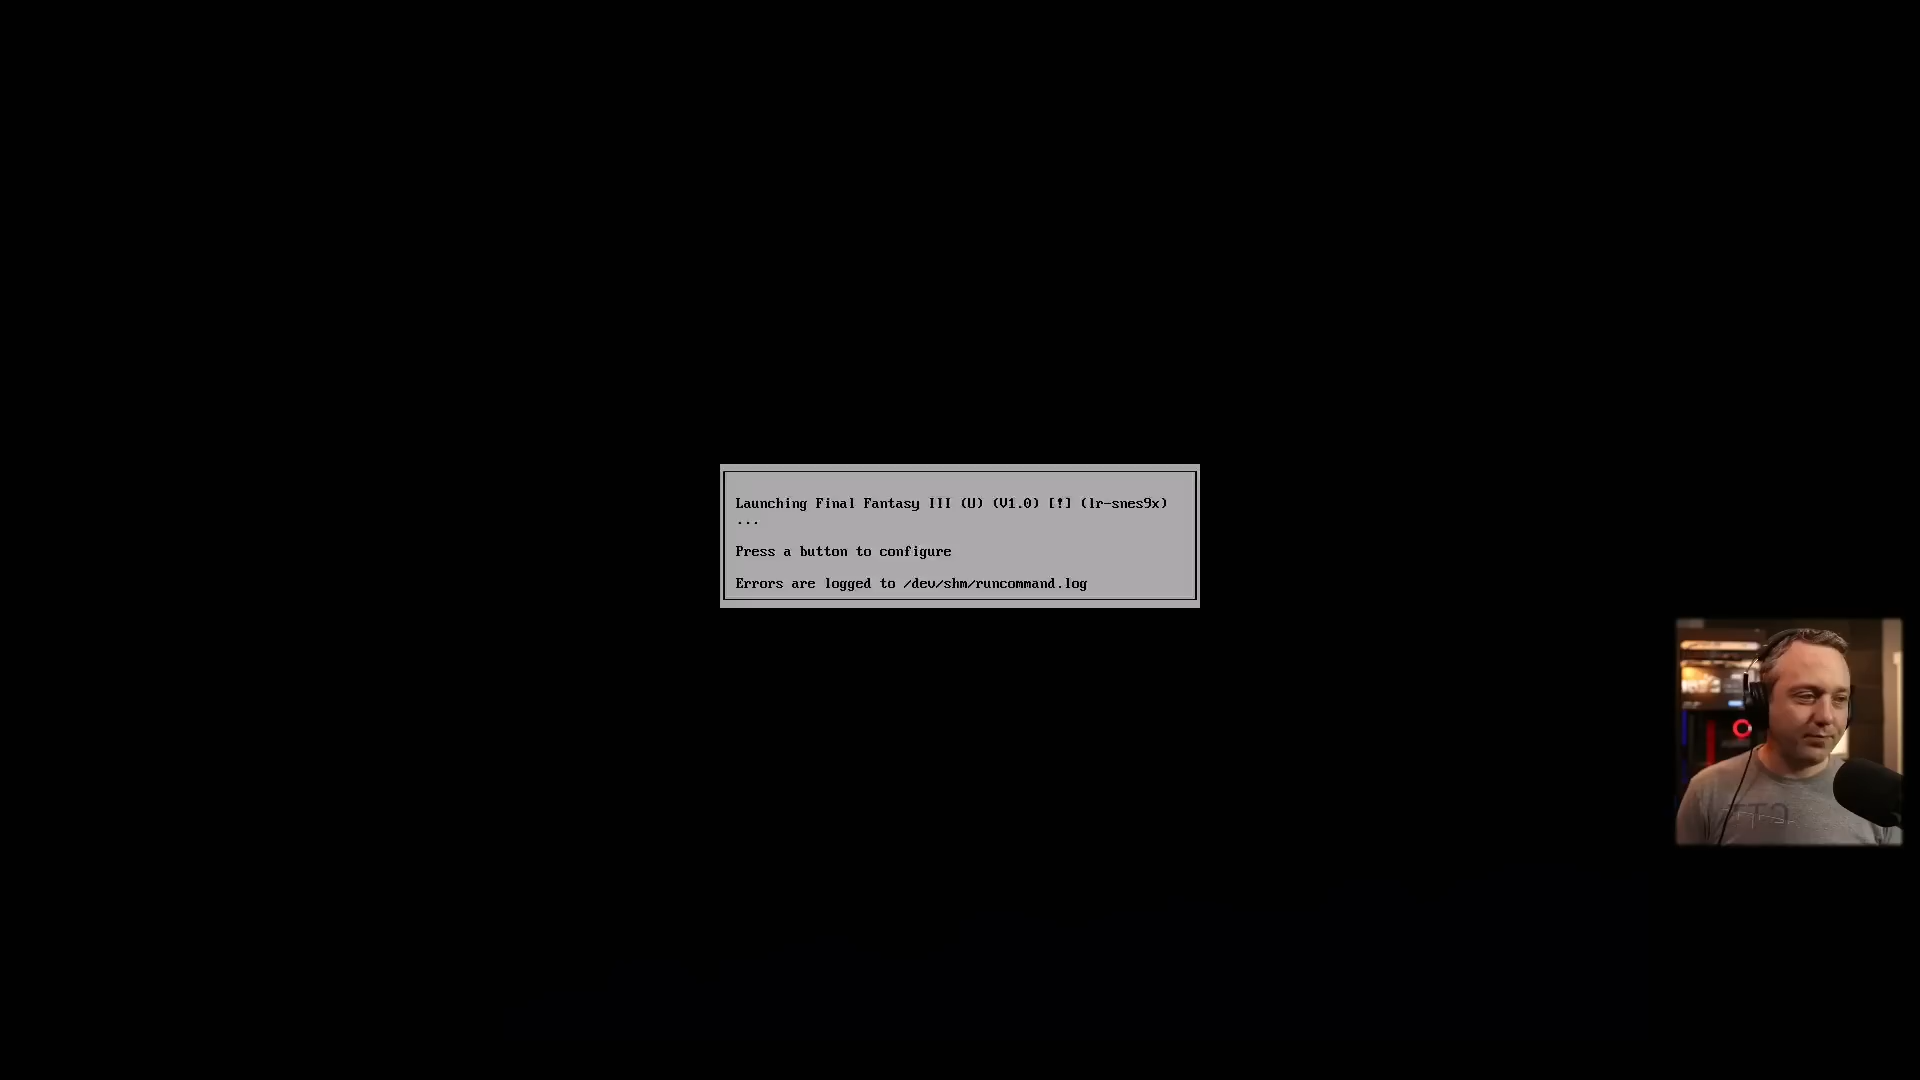 Launching Final Fantasy III (U) (V1.0) [!] (lr-snes9x)
...
Press a button to configure
Errors are logged to /dev/shm/runcommand.log